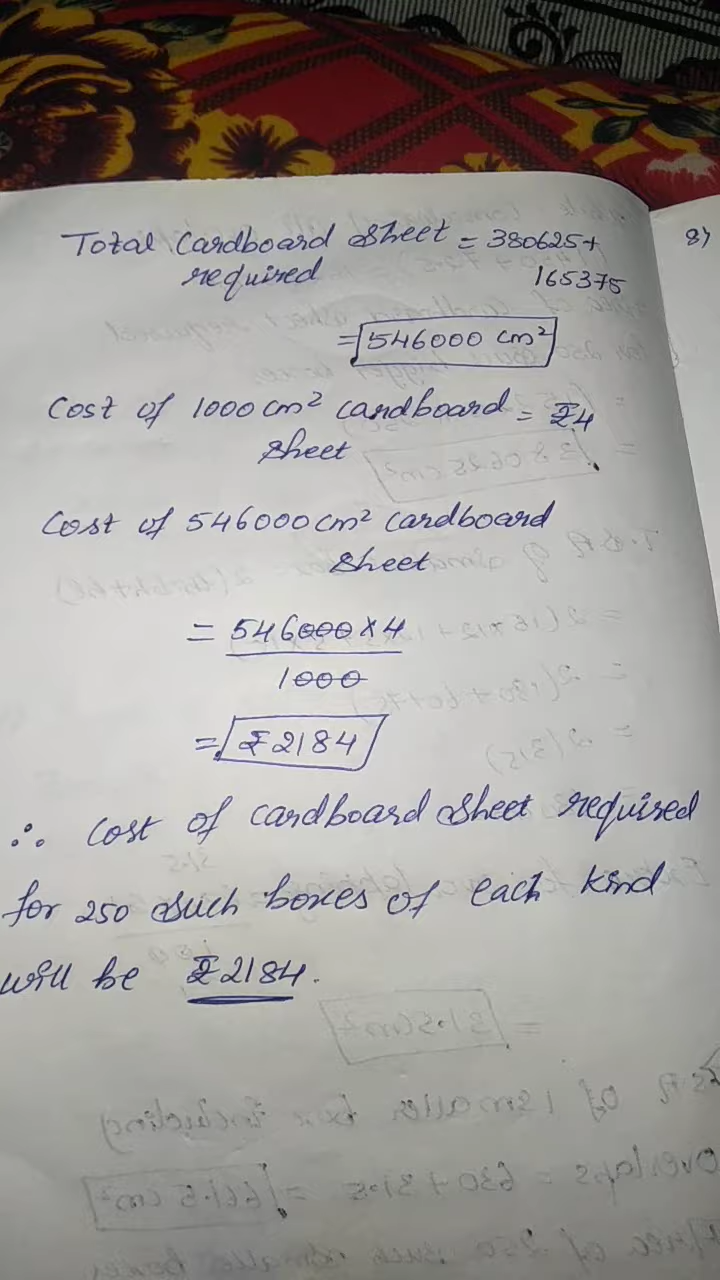 Total Cardboard Sheet = 380625+
required 165375
= 546000 cm²
Cost of 1000 cm² cardboard = ₹4
Sheet
Cost of 546000 cm² cardboard
Sheet
= 546000 × 4
1000
= ₹2184
∴ Cost of cardboard Sheet required
for 250 Such boxes of each kind
will be ₹2184.
8)